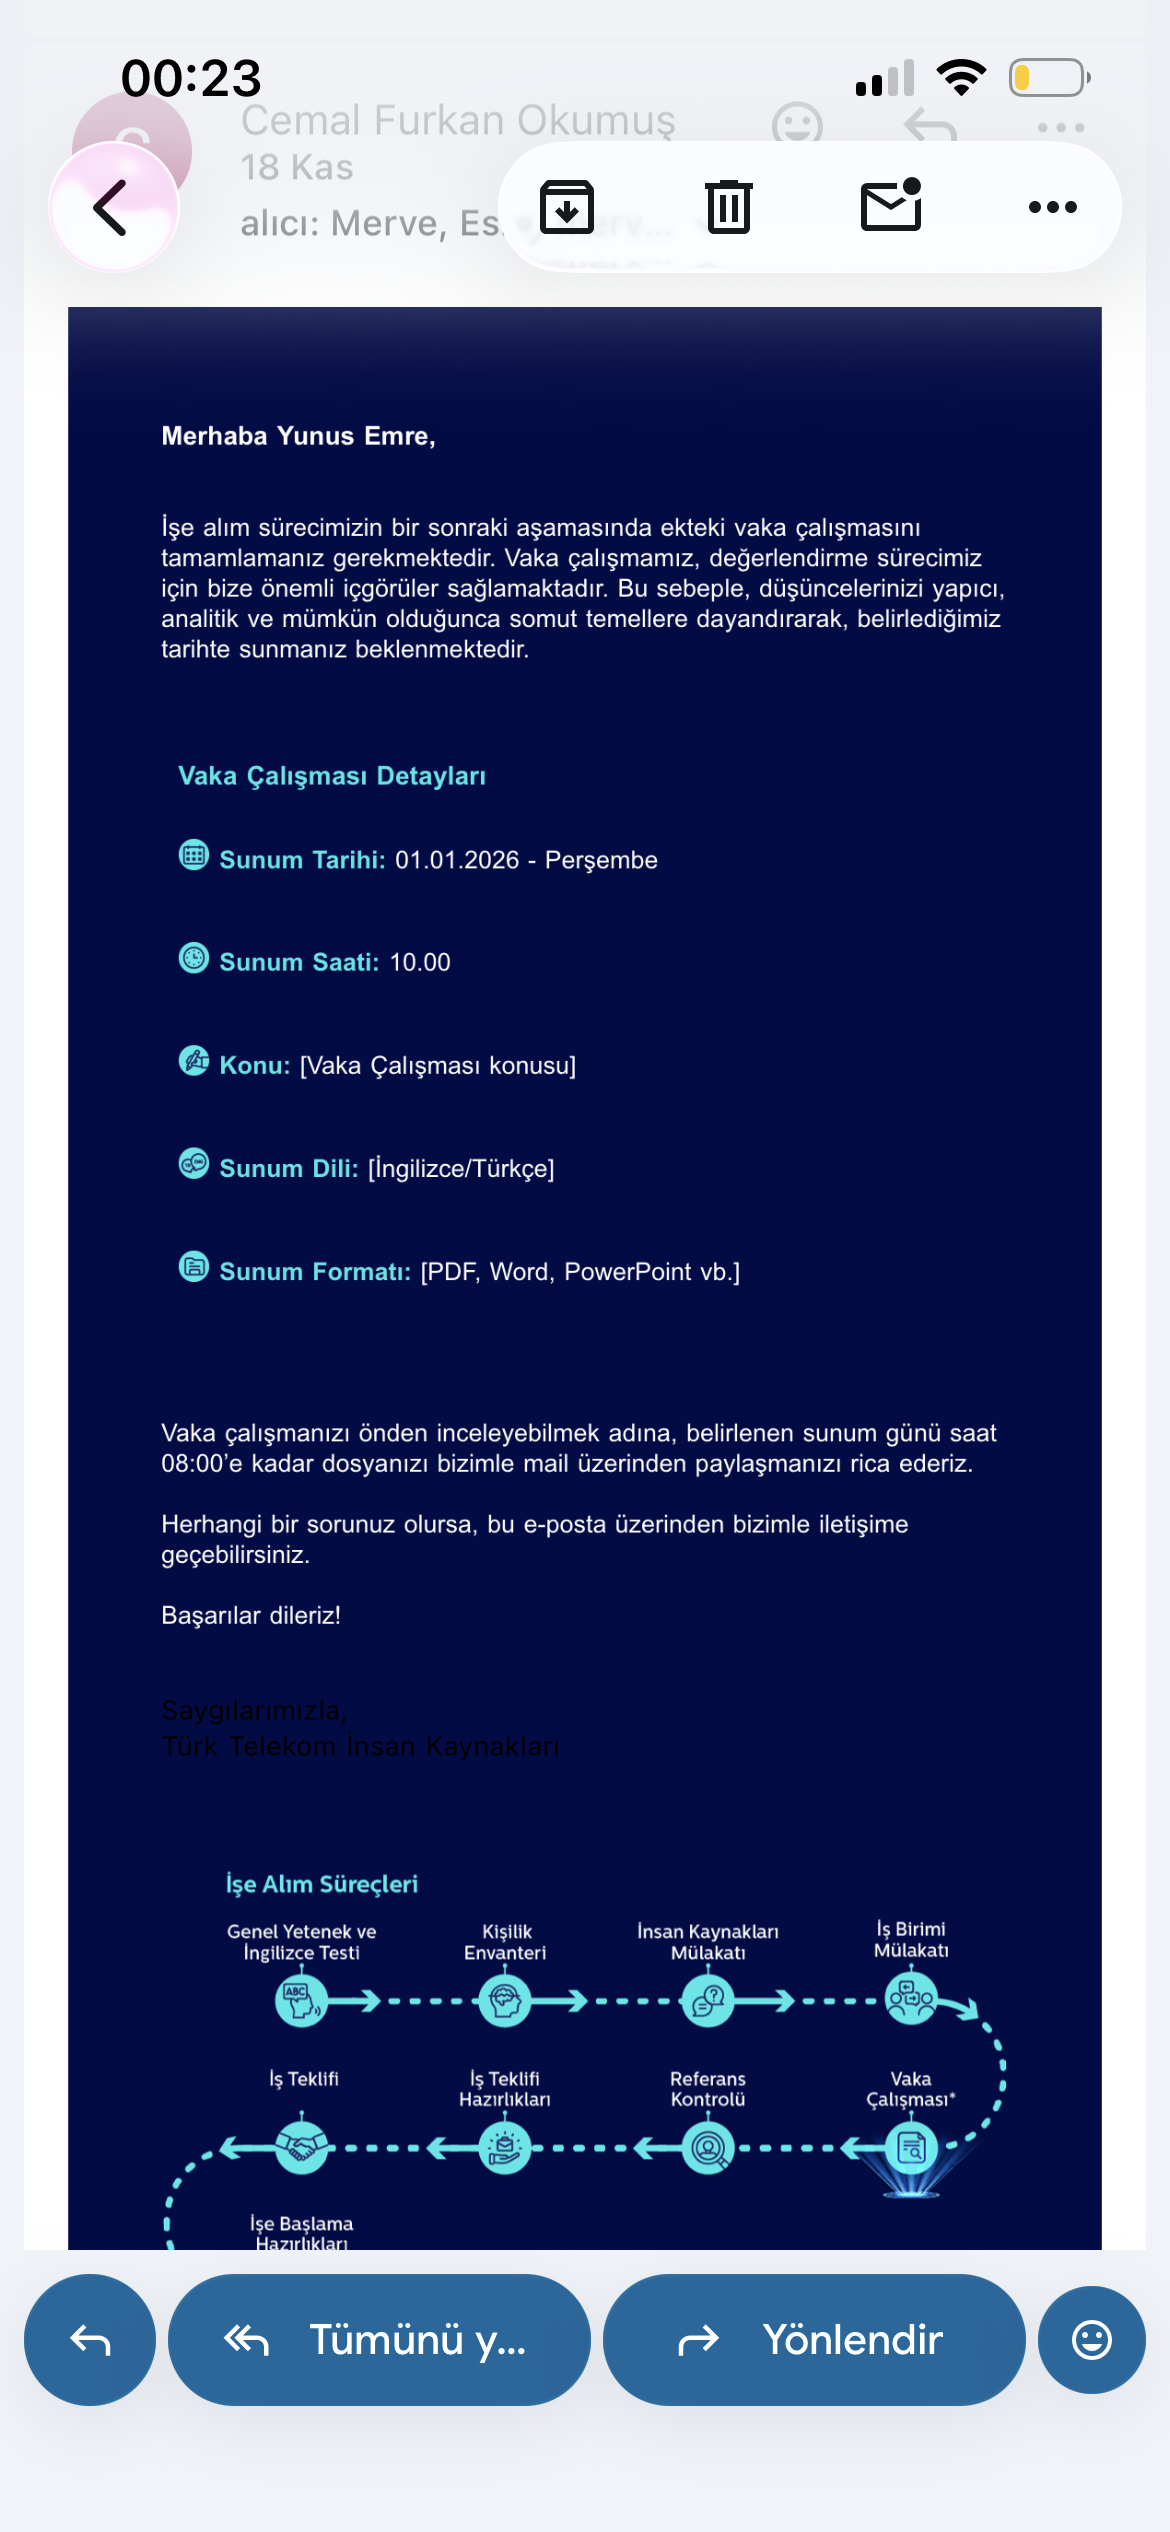 00:23
Cemal Furkan Okumuş
18 Kas
alıcı: Merve, Es
Merhaba Yunus Emre,
İşe alım sürecimizin bir sonraki aşamasında ekteki vaka çalışmasını
tamamlamanız gerekmektedir. Vaka çalışmamız, değerlendirme sürecimiz
için bize önemli içgörüler sağlamaktadır. Bu sebeple, düşüncelerinizi yapıcı,
analitik ve mümkün olduğunca somut temellere dayandırarak, belirlediğimiz
tarihte sunmanız beklenmektedir.
Vaka Çalışması Detayları
Sunum Tarihi: 01.01.2026 - Perşembe
Sunum Saati: 10.00
Konu: [Vaka Çalışması konusu]
Sunum Dili: [İngilizce/Türkçe]
Sunum Formatı: [PDF, Word, PowerPoint vb.]
Vaka çalışmanızı önden inceleyebilmek adına, belirlenen sunum günü saat
08:00’e kadar dosyanızı bizimle mail üzerinden paylaşmanızı rica ederiz.
Herhangi bir sorunuz olursa, bu e-posta üzerinden bizimle iletişime
geçebilirsiniz.
Başarılar dileriz!
Saygılarımızla,
Türk Telekom İnsan Kaynakları
İşe Alım Süreçleri
Genel Yetenek ve
İngilizce Testi
Kişilik
Envanteri
İnsan Kaynakları
Mülakatı
İş Birimi
Mülakatı
ABC
İş Teklifi
İş Teklifi
Hazırlıkları
Referans
Kontrolü
Vaka
Çalışması*
İşe Başlama
Hazırlıkları
Tümünü y...
Yönlendir